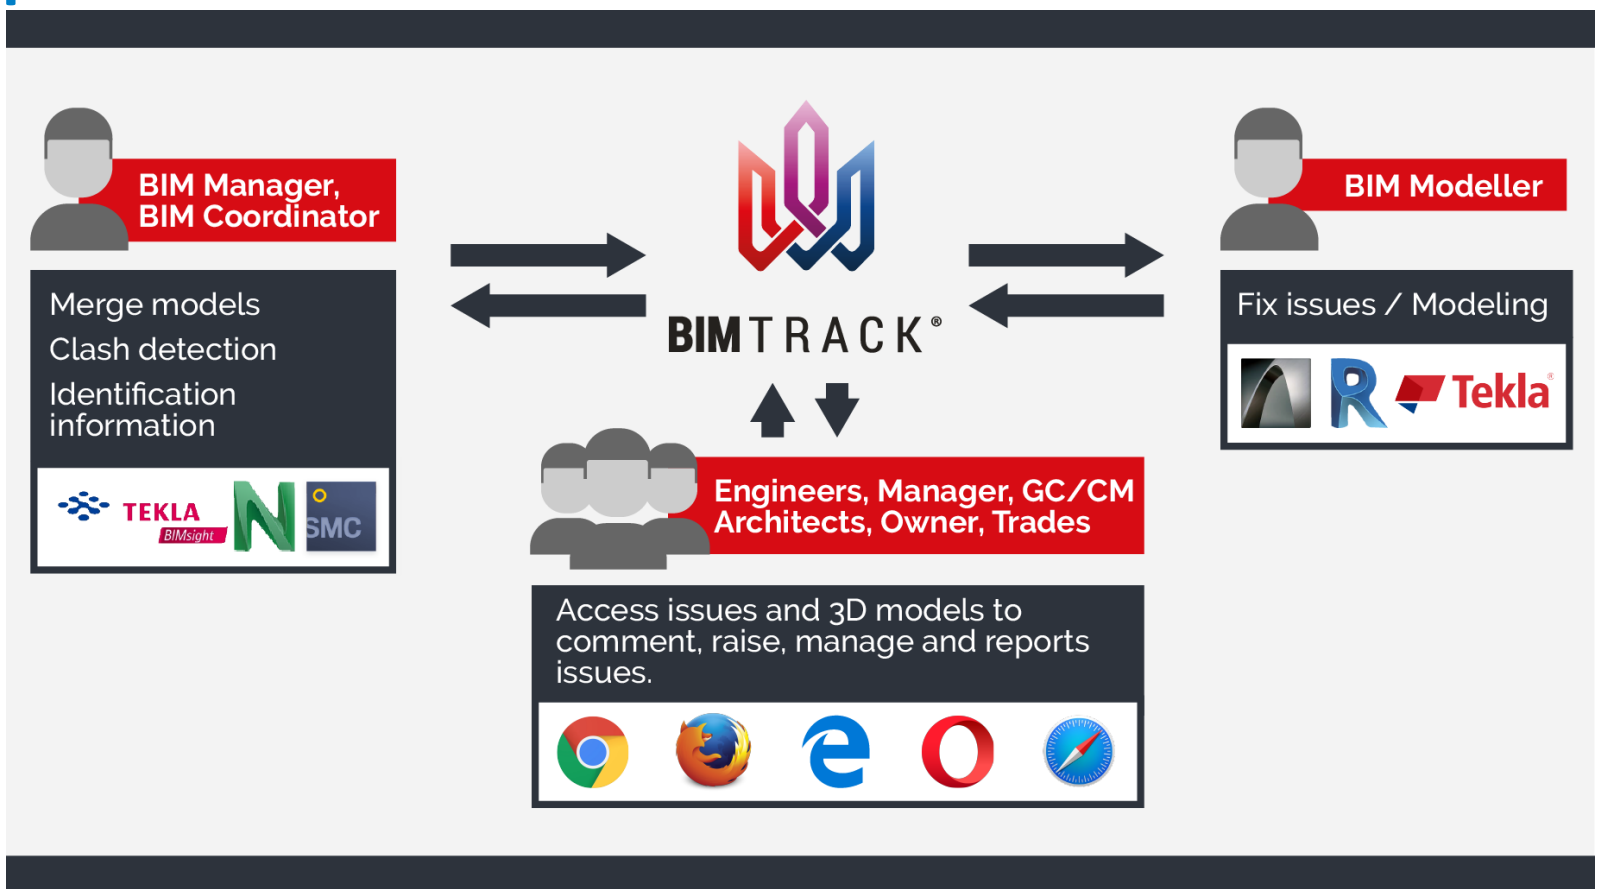 BIM Manager,
BIM Coordinator
Merge models
Clash detection
Identification
information
TEKLA
BIMsight
SMC
BIMTRACK®
BIM Modeller
Fix issues / Modeling
Tekla®
Engineers, Manager, GC/CM
Architects, Owner, Trades
Access issues and 3D models to
comment, raise, manage and reports
issues.